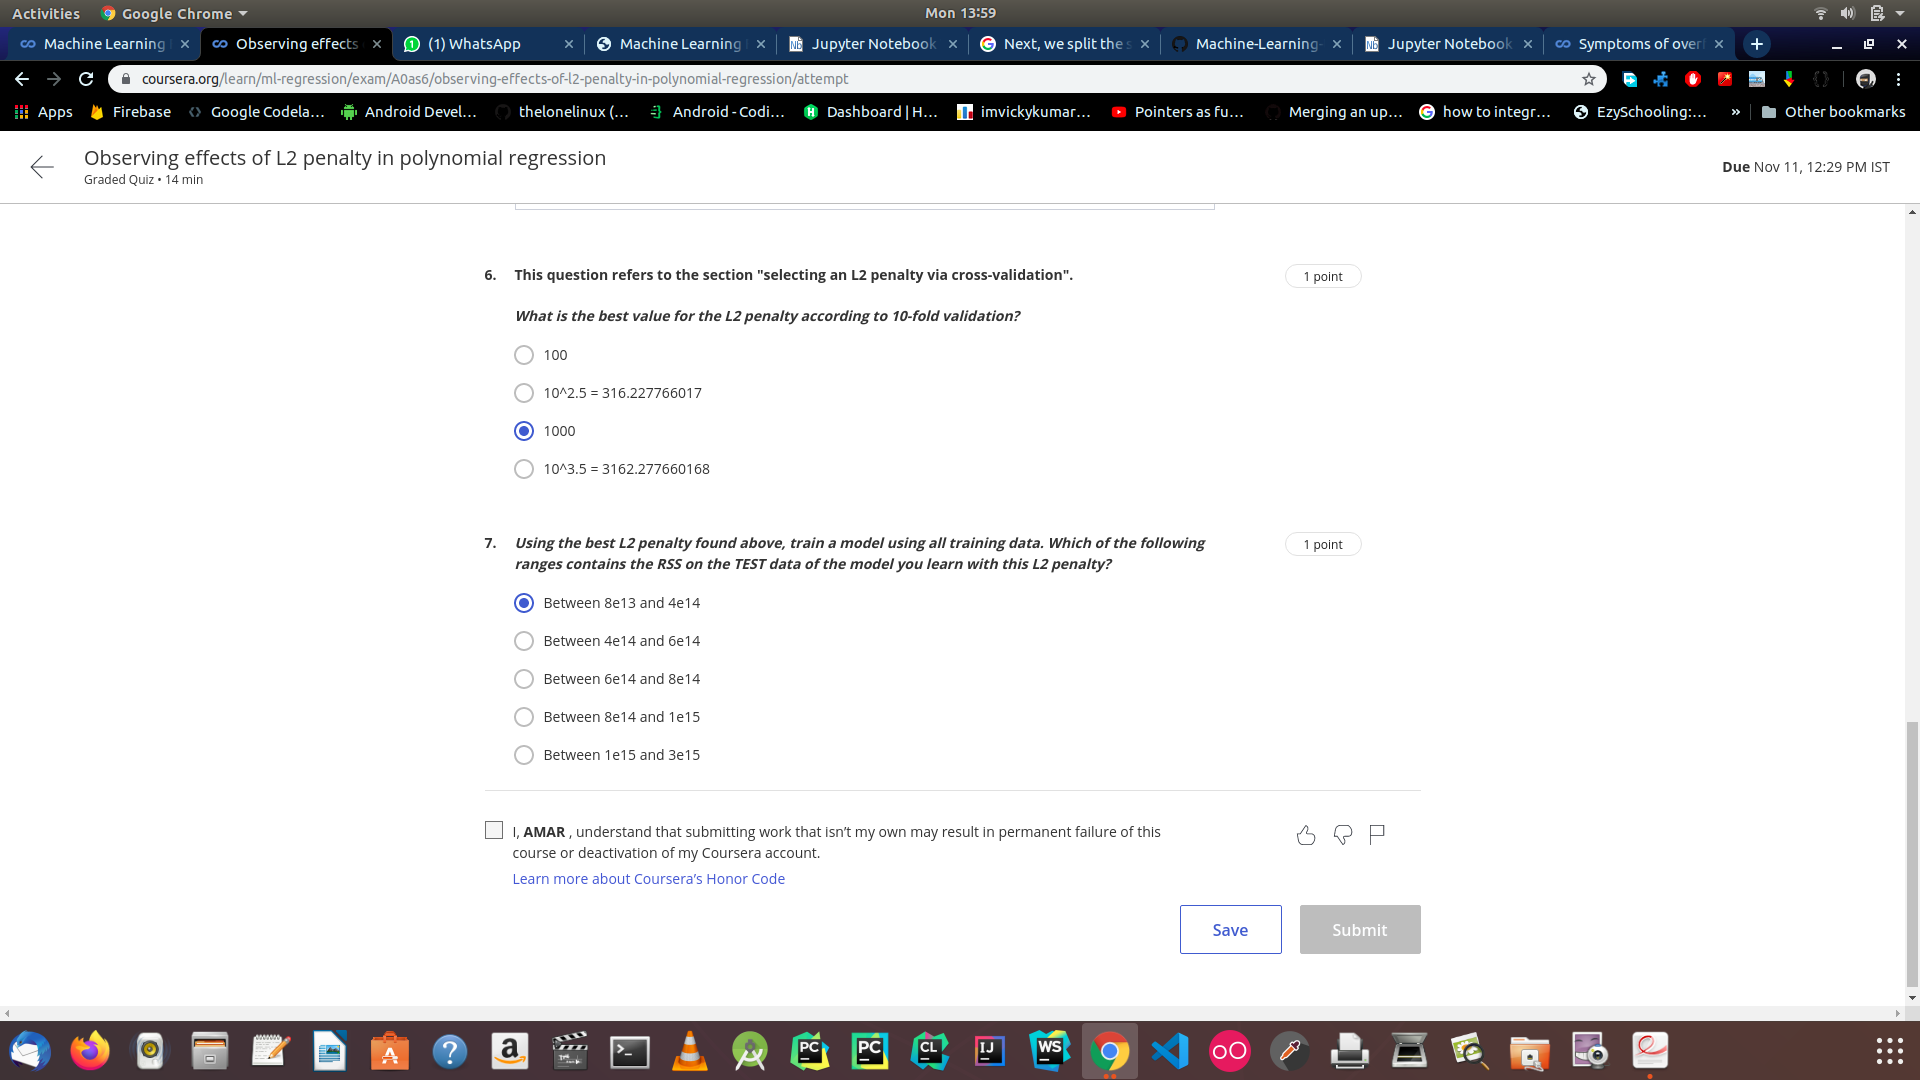 Activities
Google Chrome
Mon 13:59
Machine Learning
Observing effects
(1) WhatsApp
Machine Learning
Jupyter Notebook
Next, we split the s
Machine-Learning-
Jupyter Notebook
Symptoms of over
coursera.org/learn/ml-regression/exam/A0as6/observing-effects-of-l2-penalty-in-polynomial-regression/attempt
Apps
Firebase
Google Codela...
Android Devel...
thelonelinux (...
Android - Codi...
Dashboard | H...
imvickykumar...
Pointers as fu...
Merging an up...
how to integr...
EzySchooling:...
»
Other bookmarks
Observing effects of L2 penalty in polynomial regression
Graded Quiz • 14 min
Due Nov 11, 12:29 PM IST
6. This question refers to the section "selecting an L2 penalty via cross-validation".
1 point
What is the best value for the L2 penalty according to 10-fold validation?
100
10^2.5 = 316.227766017
1000
10^3.5 = 3162.277660168
7. Using the best L2 penalty found above, train a model using all training data. Which of the following
ranges contains the RSS on the TEST data of the model you learn with this L2 penalty?
1 point
Between 8e13 and 4e14
Between 4e14 and 6e14
Between 6e14 and 8e14
Between 8e14 and 1e15
Between 1e15 and 3e15
I, AMAR , understand that submitting work that isn't my own may result in permanent failure of this
course or deactivation of my Coursera account.
Learn more about Coursera's Honor Code
Save
Submit